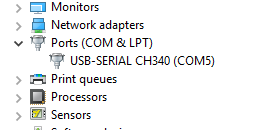 Monitors
Network adapters
Ports (COM & LPT)
USB-SERIAL CH340 (COM5)
Print queues
Processors
Sensors